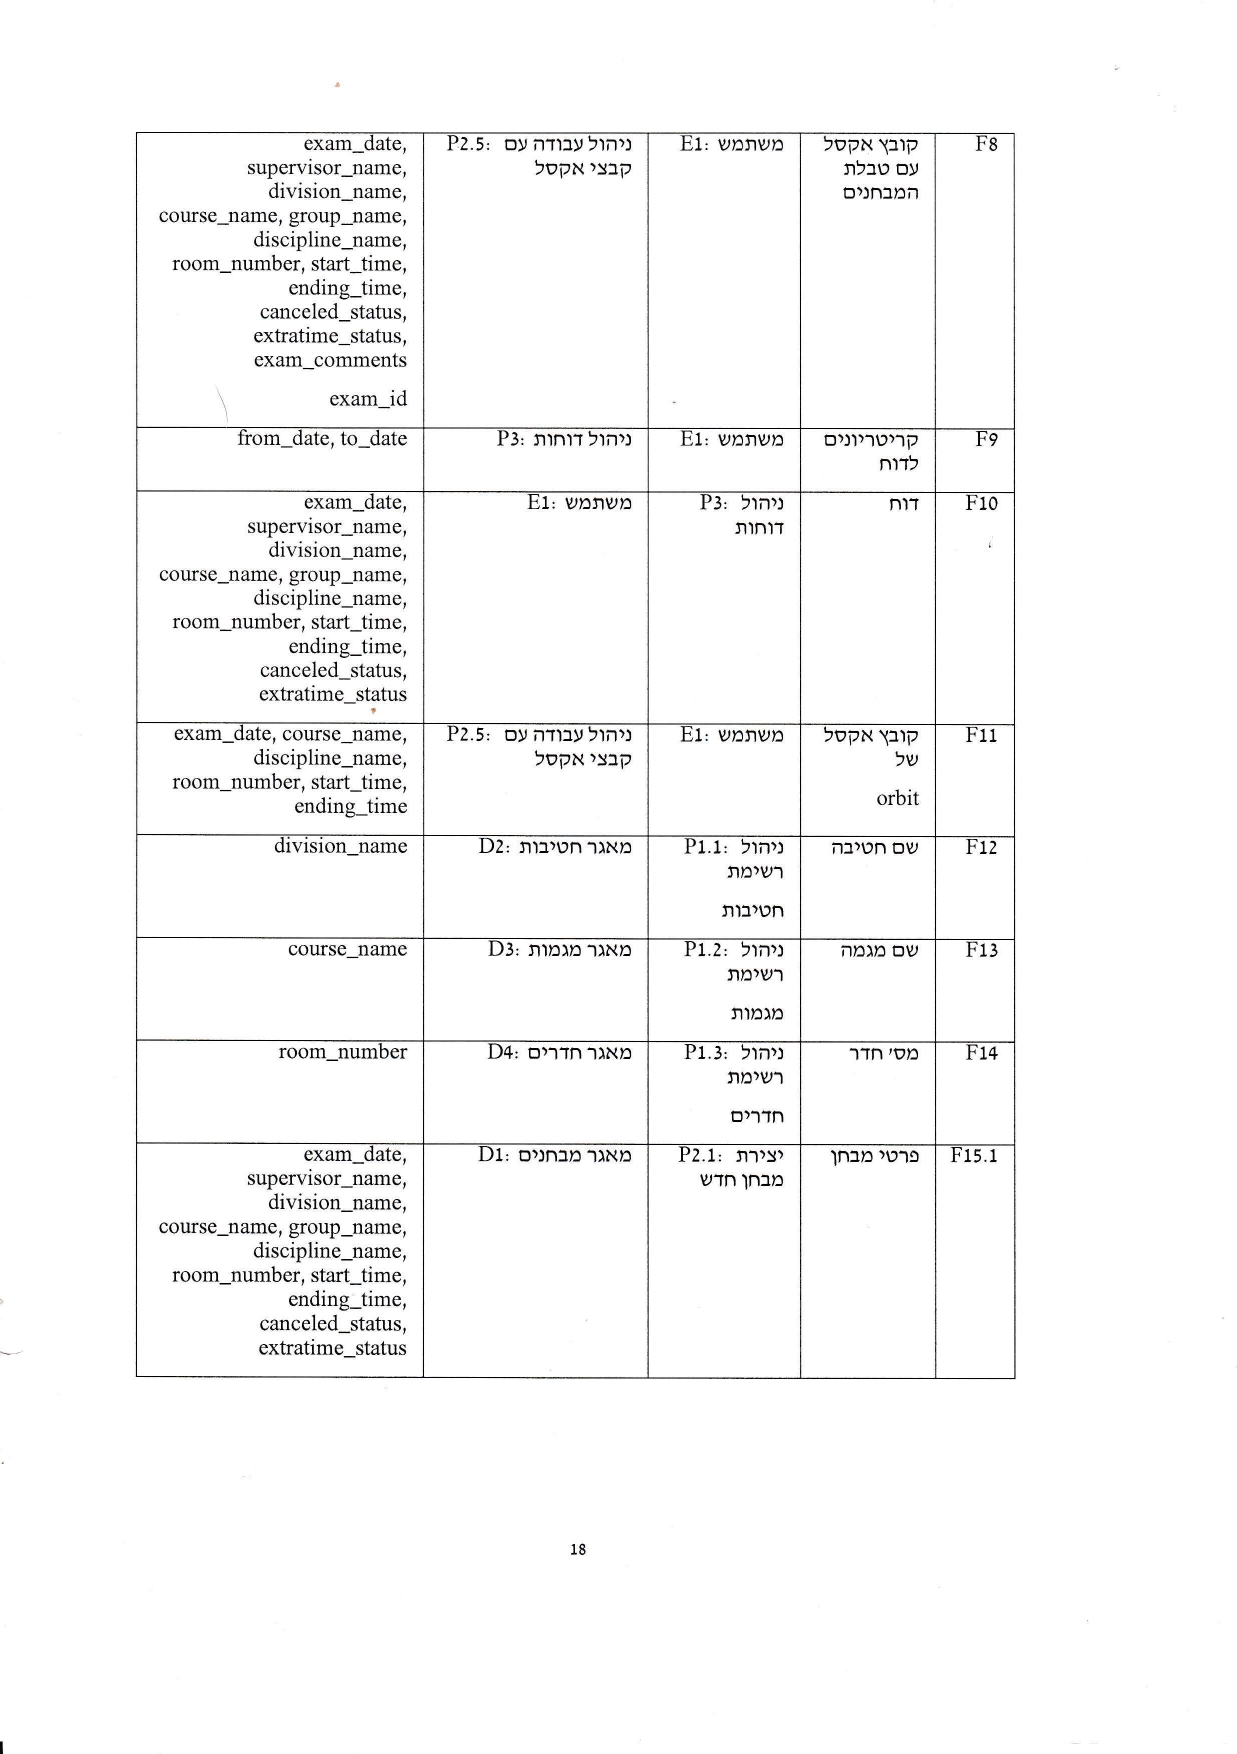 F8
קובץ אקסל
עם טבלת
המבחנים
E1: משתמש
P2.5: ניהול עבודה עם
קבצי אקסל
exam_date,
supervisor_name,
division_name,
course_name, group_name,
discipline_name,
room_number, start_time,
ending_time,
canceled_status,
extratime_status,
exam_comments
exam_id
F9
קריטריונים
לדוח
E1: משתמש
P3: ניהול דוחות
from_date, to_date
F10
דוח
P3: ניהול
דוחות
E1: משתמש
exam_date,
supervisor_name,
division_name,
course_name, group_name,
discipline_name,
room_number, start_time,
ending_time,
canceled_status,
extratime_status
F11
קובץ אקסל
של
orbit
E1: משתמש
P2.5: ניהול עבודה עם
קבצי אקסל
exam_date, course_name,
discipline_name,
room_number, start_time,
ending_time
F12
שם חטיבה
P1.1: ניהול
רשימת
חטיבות
D2: מאגר חטיבות
division_name
F13
שם מגמה
P1.2: ניהול
רשימת
מגמות
D3: מאגר מגמות
course_name
F14
מס' חדר
P1.3: ניהול
רשימת
חדרים
D4: מאגר חדרים
room_number
F15.1
פרטי מבחן
P2.1: יצירת
מבחן חדש
D1: מאגר מבחנים
exam_date,
supervisor_name,
division_name,
course_name, group_name,
discipline_name,
room_number, start_time,
ending_time,
canceled_status,
extratime_status
18